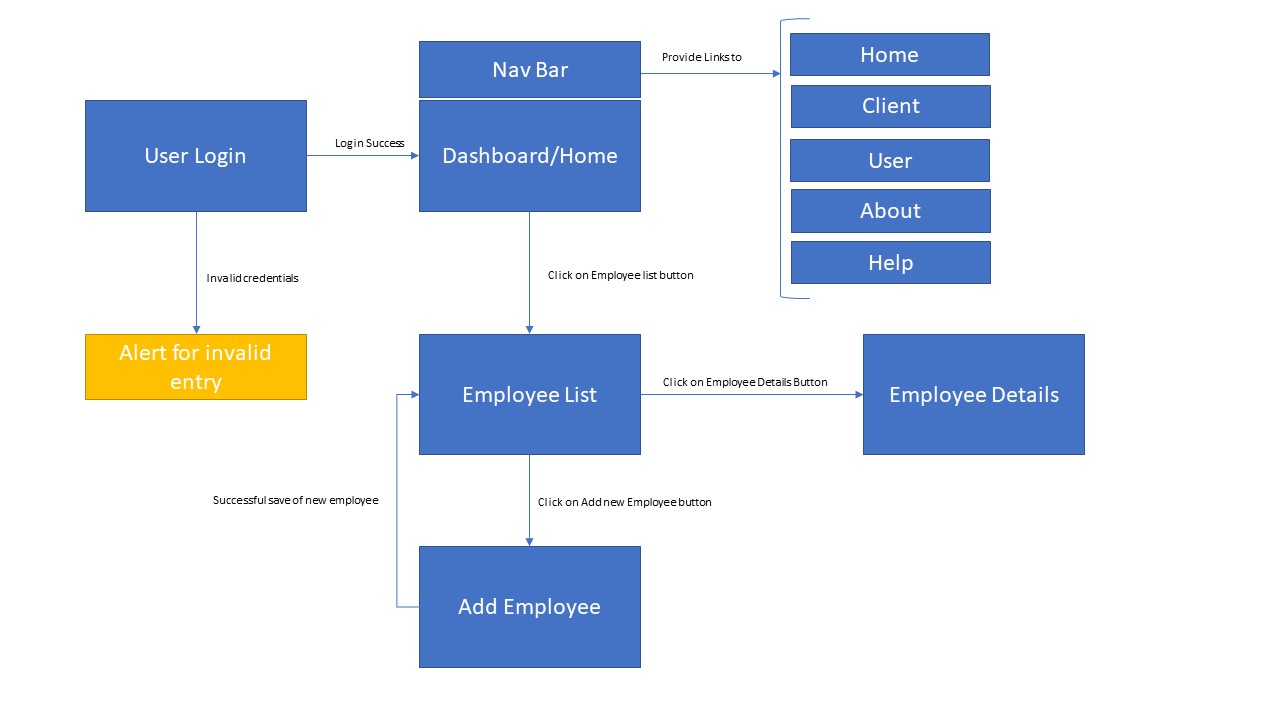 Nav Bar
Provide Links to
Home
Client
User
About
Help
User Login
Login Success
Dashboard/Home
Invalid credentials
Click on Employee list button
Alert for invalid
entry
Employee List
Click on Employee Details Button
Employee Details
Successful save of new employee
Click on Add new Employee button
Add Employee